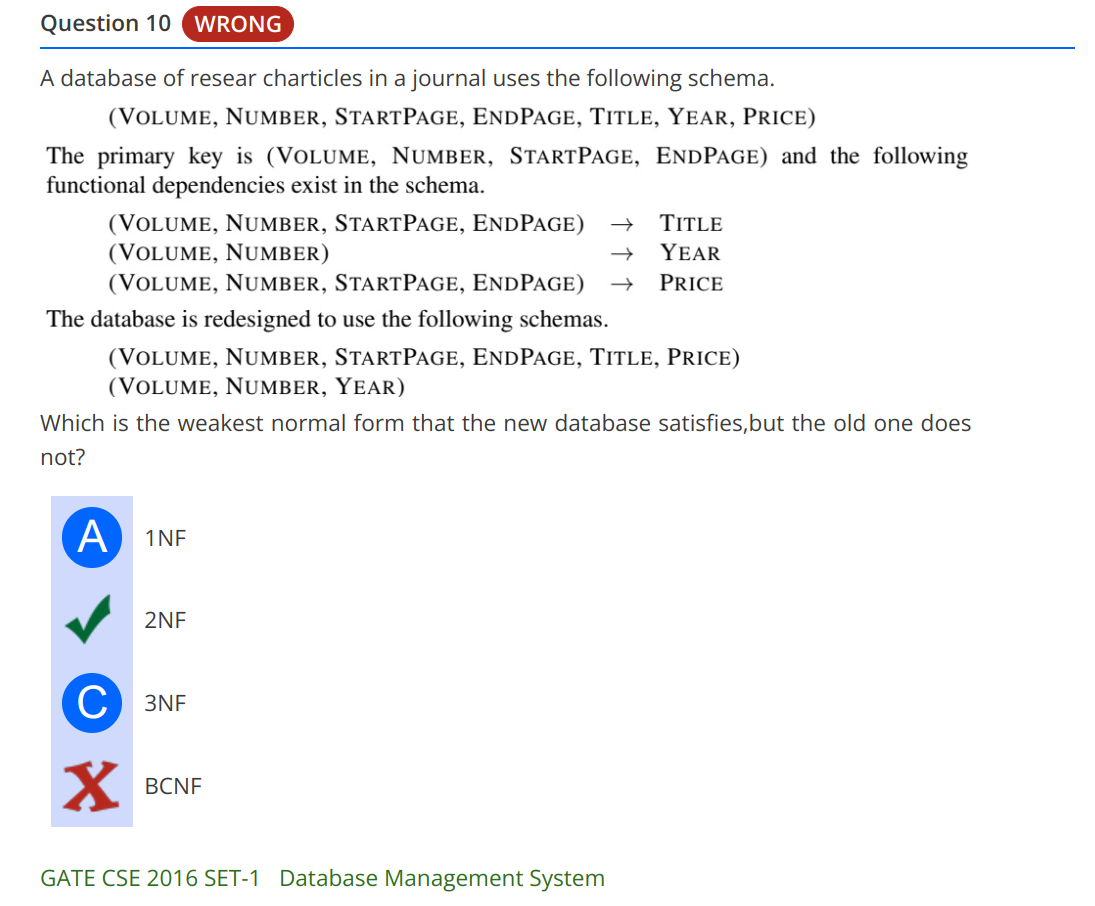 Question 10 WRONG
A database of resear charticles in a journal uses the following schema.
(VOLUME, NUMBER, STARTPAGE, ENDPAGE, TITLE, YEAR, PRICE)
The primary key is (VOLUME, NUMBER, STARTPAGE, ENDPAGE) and the following
functional dependencies exist in the schema.
(VOLUME, NUMBER, STARTPAGE, ENDPAGE) → TITLE
(VOLUME, NUMBER) → YEAR
(VOLUME, NUMBER, STARTPAGE, ENDPAGE) → PRICE
The database is redesigned to use the following schemas.
(VOLUME, NUMBER, STARTPAGE, ENDPAGE, TITLE, PRICE)
(VOLUME, NUMBER, YEAR)
Which is the weakest normal form that the new database satisfies,but the old one does
not?
A 1NF
2NF
C 3NF
BCNF
GATE CSE 2016 SET-1 Database Management System